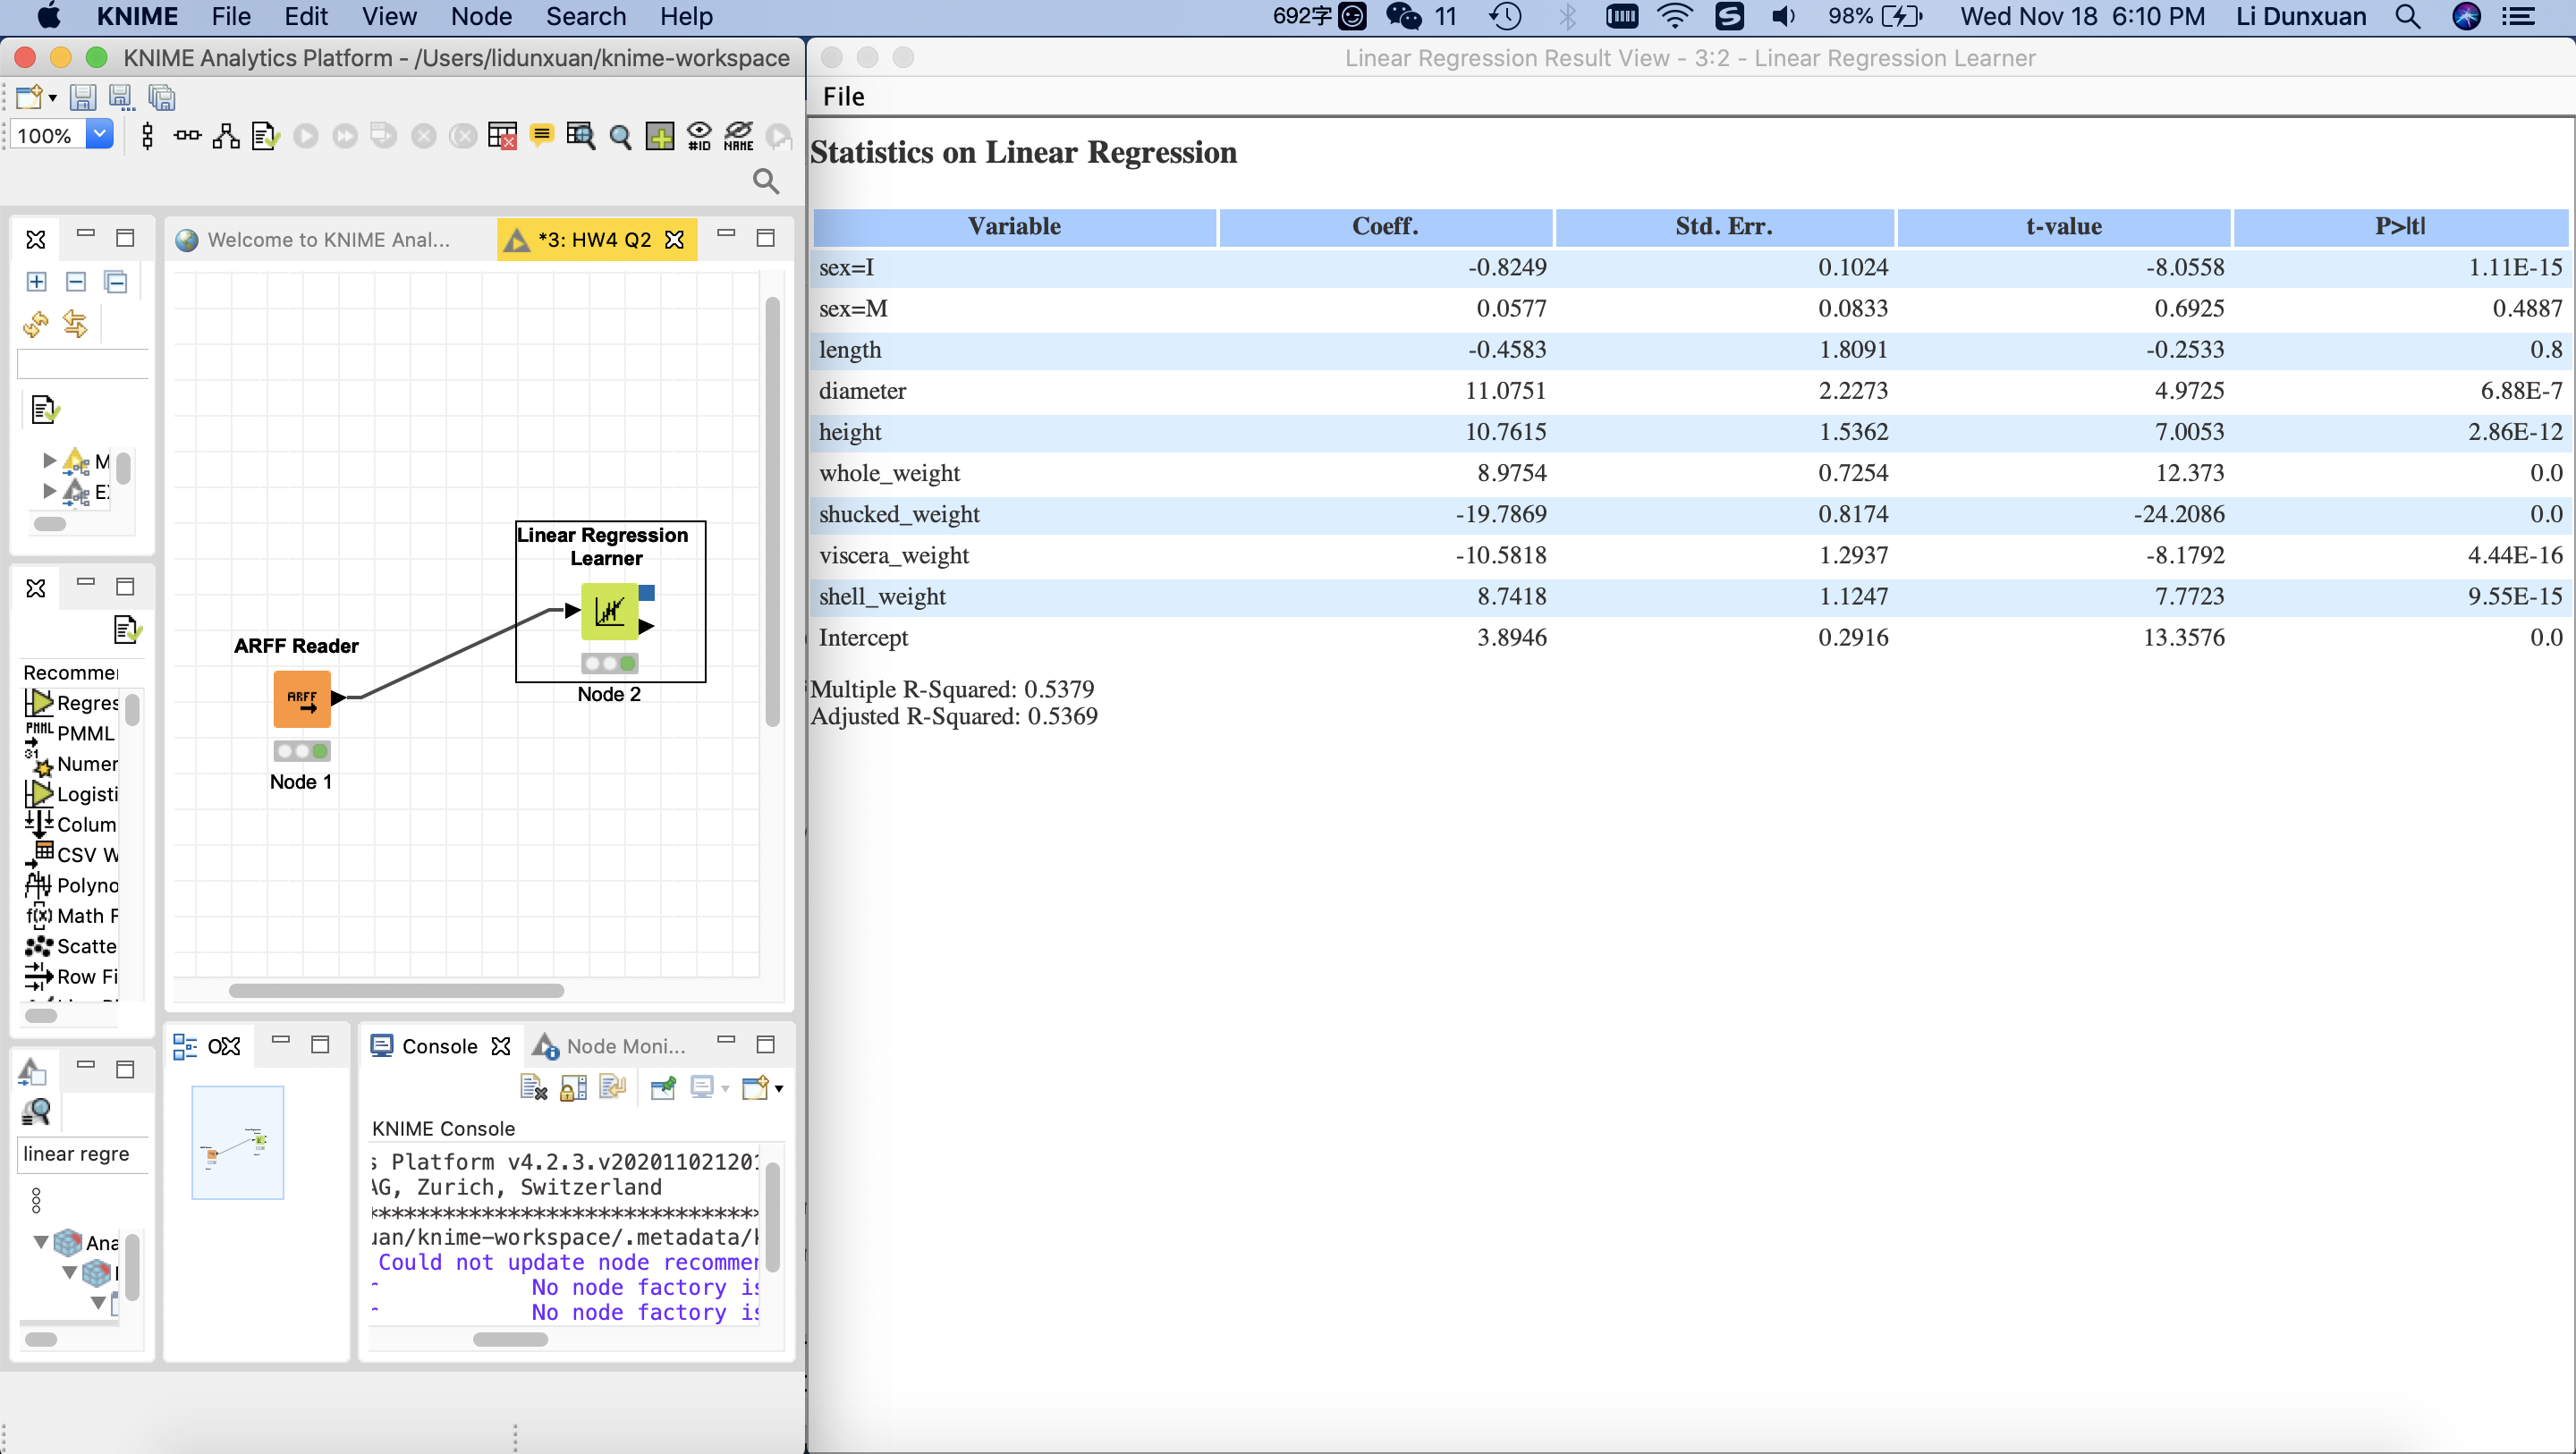 KNIME File Edit View Node Search Help 692字 11 98% Wed Nov 18 6:10 PM Li Dunxuan
KNIME Analytics Platform - /Users/lidunxuan/knime-workspace
100%
#ID
NAME
Welcome to KNIME Anal...
*3: HW4 Q2
M
Linear Regression
Learner
Node 2
ARFF Reader
ARFF
Node 1
Recommer
Regres
PMML PMML
Numer
Logisti
Colum
CSV W
Polyno
f(x) Math F
Scatte
Row Fi
linear regre
Ana
Console
Node Moni...
KNIME Console
s Platform v4.2.3.v202011021201
AG, Zurich, Switzerland
*******************************
uan/knime-workspace/.metadata/k
Could not update node recommer
No node factory is
No node factory is
Linear Regression Result View - 3:2 - Linear Regression Learner
File
Statistics on Linear Regression
Variable Coeff. Std. Err. t-value P>|t|
sex=I -0.8249 0.1024 -8.0558 1.11E-15
sex=M 0.0577 0.0833 0.6925 0.4887
length -0.4583 1.8091 -0.2533 0.8
diameter 11.0751 2.2273 4.9725 6.88E-7
height 10.7615 1.5362 7.0053 2.86E-12
whole_weight 8.9754 0.7254 12.373 0.0
shucked_weight -19.7869 0.8174 -24.2086 0.0
viscera_weight -10.5818 1.2937 -8.1792 4.44E-16
shell_weight 8.7418 1.1247 7.7723 9.55E-15
Intercept 3.8946 0.2916 13.3576 0.0
Multiple R-Squared: 0.5379
Adjusted R-Squared: 0.5369